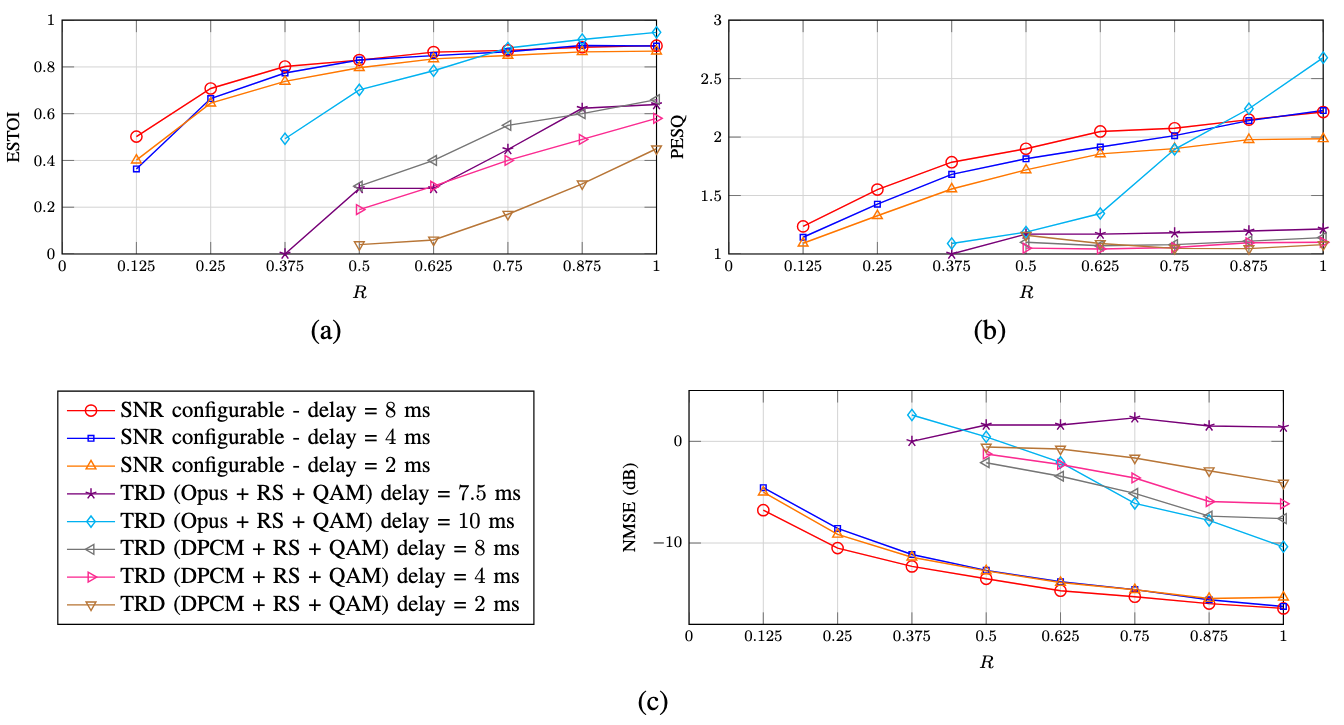 1
0.8
0.6
0.4
0.2
0
ESTOI
0 0.125 0.25 0.375 0.5 0.625 0.75 0.875 1
R
(a)
3
2.5
2
1.5
1
PESQ
0 0.125 0.25 0.375 0.5 0.625 0.75 0.875 1
R
(b)
SNR configurable - delay = 8 ms
SNR configurable - delay = 4 ms
SNR configurable - delay = 2 ms
TRD (Opus + RS + QAM) delay = 7.5 ms
TRD (Opus + RS + QAM) delay = 10 ms
TRD (DPCM + RS + QAM) delay = 8 ms
TRD (DPCM + RS + QAM) delay = 4 ms
TRD (DPCM + RS + QAM) delay = 2 ms
0
−10
NMSE (dB)
0 0.125 0.25 0.375 0.5 0.625 0.75 0.875 1
R
(c)